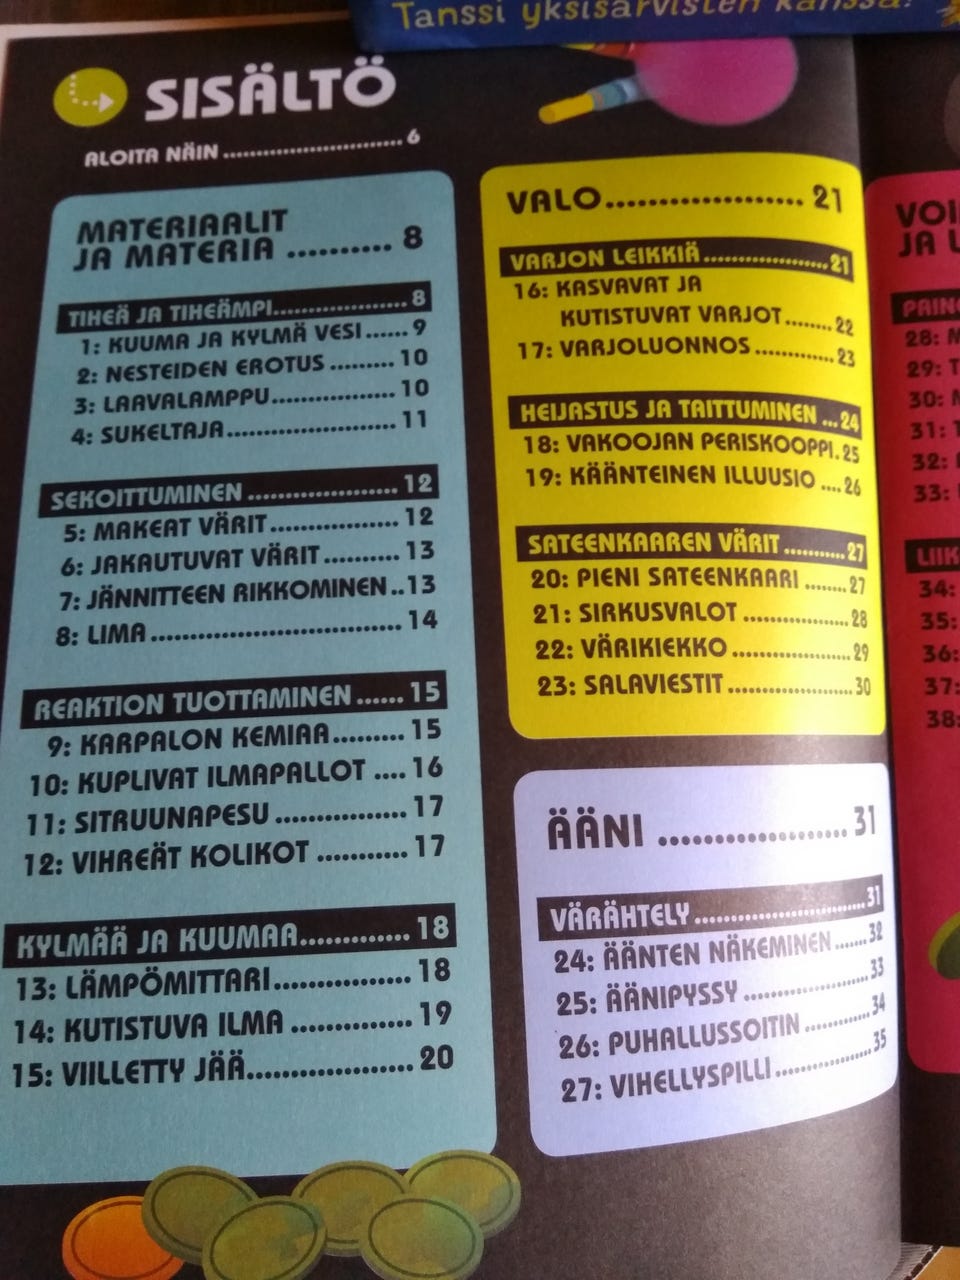 Tanssi yksisarvisten kanssa!
SISÄLTÖ
ALOITA NÄIN 6
MATERIAALIT
JA MATERIA 8
TIHEÄ JA TIHEÄMPI 8
1: KUUMA JA KYLMÄ VESI 9
2: NESTEIDEN EROTUS 10
3: LAAVALAMPPU 10
4: SUKELTAJA 11
SEKOITTUMINEN 12
5: MAKEAT VÄRIT 12
6: JAKAUTUVAT VÄRIT 13
7: JÄNNITTEEN RIKKOMINEN 13
8: LIMA 14
REAKTION TUOTTAMINEN 15
9: KARPALON KEMIAA 15
10: KUPLIVAT ILMAPALLOT 16
11: SITRUUNAPESU 17
12: VIHREÄT KOLIKOT 17
KYLMÄÄ JA KUUMAA 18
13: LÄMPÖMITTARI 18
14: KUTISTUVA ILMA 19
15: VIILLETTY JÄÄ 20
VALO 21
VARJON LEIKKIÄ 21
16: KASVAVAT JA
KUTISTUVAT VARJOT 22
17: VARJOLUONNOS 23
HEIJASTUS JA TAITTUMINEN 24
18: VAKOOJAN PERISKOOPPI 25
19: KÄÄNTEINEN ILLUUSIO 26
SATEENKAAREN VÄRIT 27
20: PIENI SATEENKAARI 27
21: SIRKUSVALOT 28
22: VÄRIKIEKKO 29
23: SALAVIESTIT 30
ÄÄNI 31
VÄRÄHTELY 31
24: ÄÄNTEN NÄKEMINEN 32
25: ÄÄNIPYSSY 33
26: PUHALLUSSOITIN 34
27: VIHELLYSPILLI 35
JA
28:
29:
30:
31:
32:
33:
34:
35:
36:
37:
38: